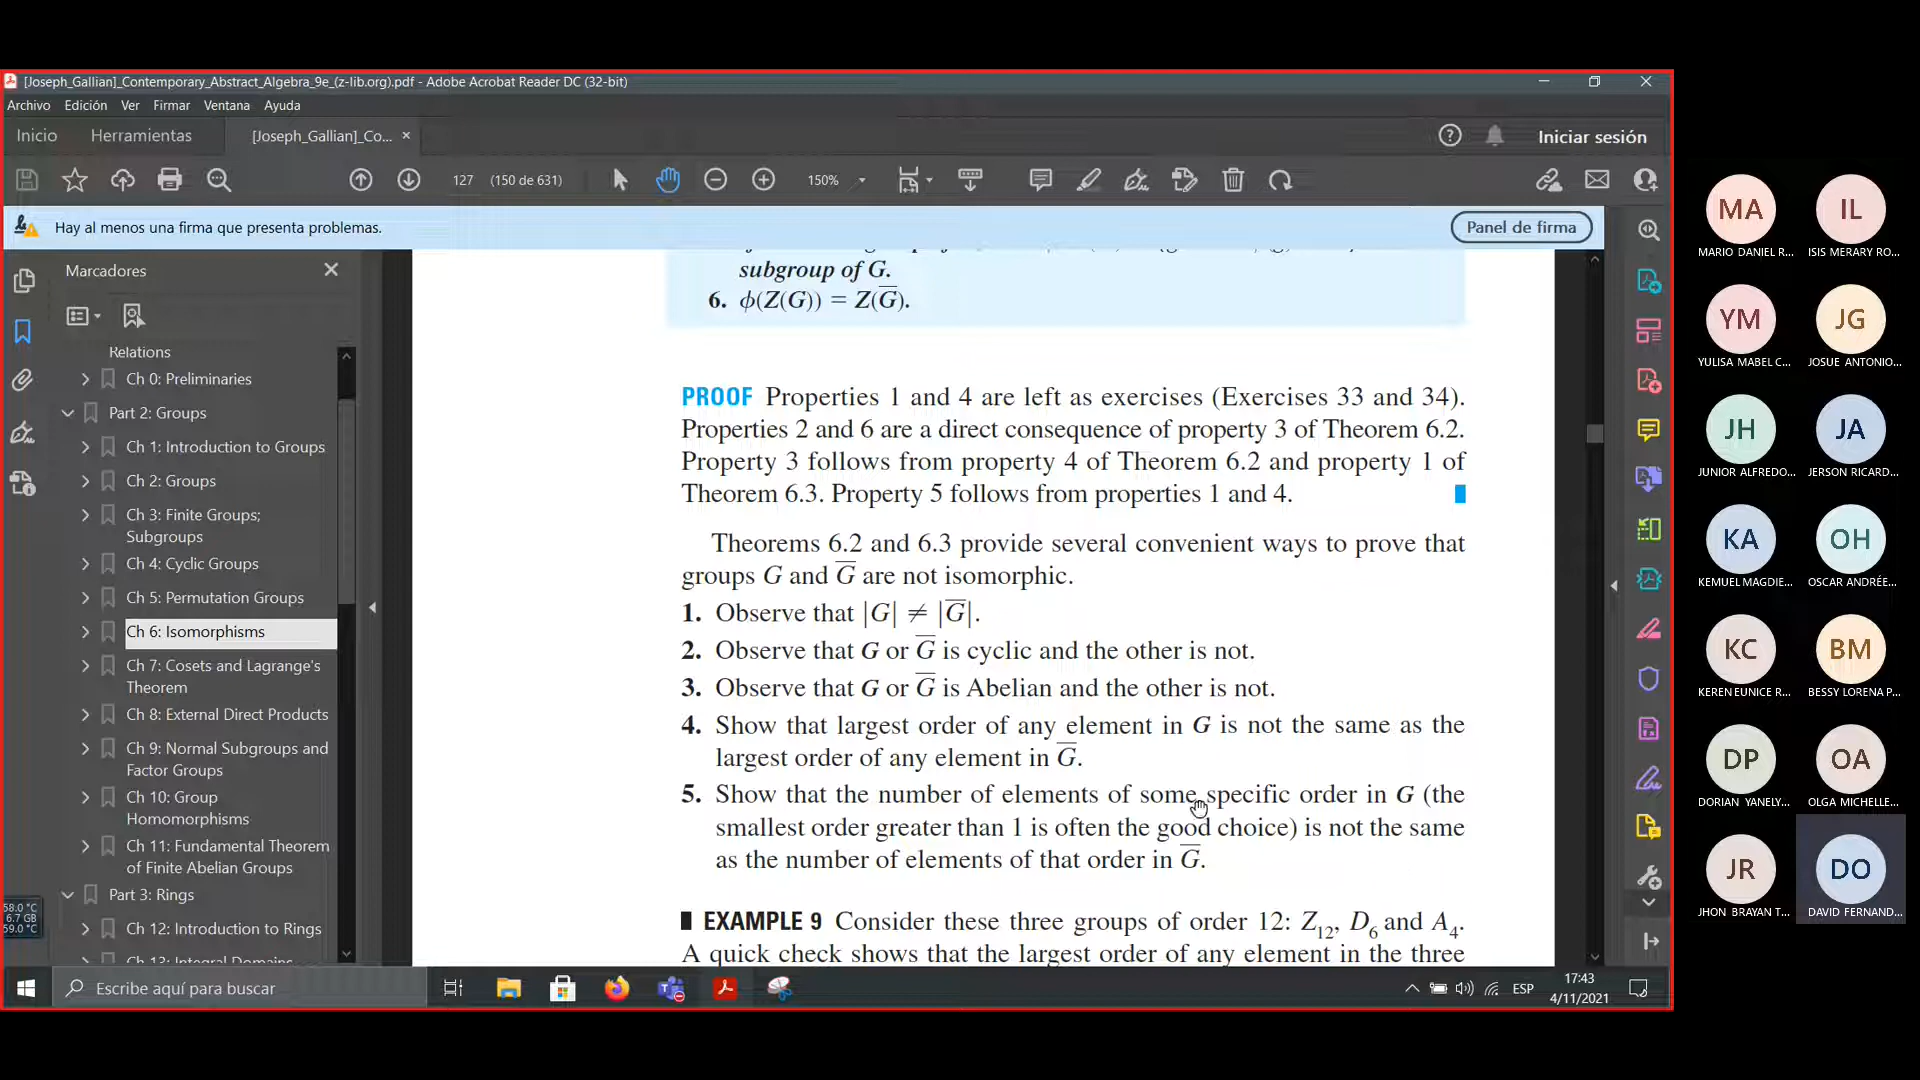 [Joseph_Gallian]_Contemporary_Abstract_Algebra_9e_(z-lib.org).pdf - Adobe Acrobat Reader DC (32-bit)
Archivo Edición Ver Firmar Ventana Ayuda
Inicio Herramientas [Joseph_Gallian]_Co... × Iniciar sesión
127 (150 de 631) 150%
Hay al menos una firma que presenta problemas. Panel de firma
Marcadores
Relations
Ch 0: Preliminaries
Part 2: Groups
Ch 1: Introduction to Groups
Ch 2: Groups
Ch 3: Finite Groups;
Subgroups
Ch 4: Cyclic Groups
Ch 5: Permutation Groups
Ch 6: Isomorphisms
Ch 7: Cosets and Lagrange's
Theorem
Ch 8: External Direct Products
Ch 9: Normal Subgroups and
Factor Groups
Ch 10: Group
Homomorphisms
Ch 11: Fundamental Theorem
of Finite Abelian Groups
Part 3: Rings
Ch 12: Introduction to Rings
Ch 13: Integral Domains
subgroup of G.
6. ϕ(Z(G)) = Z(G̅).
PROOF Properties 1 and 4 are left as exercises (Exercises 33 and 34).
Properties 2 and 6 are a direct consequence of property 3 of Theorem 6.2.
Property 3 follows from property 4 of Theorem 6.2 and property 1 of
Theorem 6.3. Property 5 follows from properties 1 and 4.
Theorems 6.2 and 6.3 provide several convenient ways to prove that
groups G and G̅ are not isomorphic.
1. Observe that |G| ≠ |G̅|.
2. Observe that G or G̅ is cyclic and the other is not.
3. Observe that G or G̅ is Abelian and the other is not.
4. Show that largest order of any element in G is not the same as the
largest order of any element in G̅.
5. Show that the number of elements of some specific order in G (the
smallest order greater than 1 is often the good choice) is not the same
as the number of elements of that order in G̅.
EXAMPLE 9 Consider these three groups of order 12: Z₁₂, D₆ and A₄.
A quick check shows that the largest order of any element in the three
58.0 °C
6.7 GB
59.0 °C
Escribe aquí para buscar
ESP
17:43
4/11/2021
MA IL
MARIO DANIEL R... ISIS MERARY RO...
YM JG
YULISA MABEL C... JOSUE ANTONIO...
JH JA
JUNIOR ALFREDO... JERSON RICARD...
KA OH
KEMUEL MAGDIE... OSCAR ANDRÉE...
KC BM
KEREN EUNICE R... BESSY LORENA P...
DP OA
DORIAN YANELY... OLGA MICHELLE...
JR DO
JHON BRAYAN T... DAVID FERNAND...